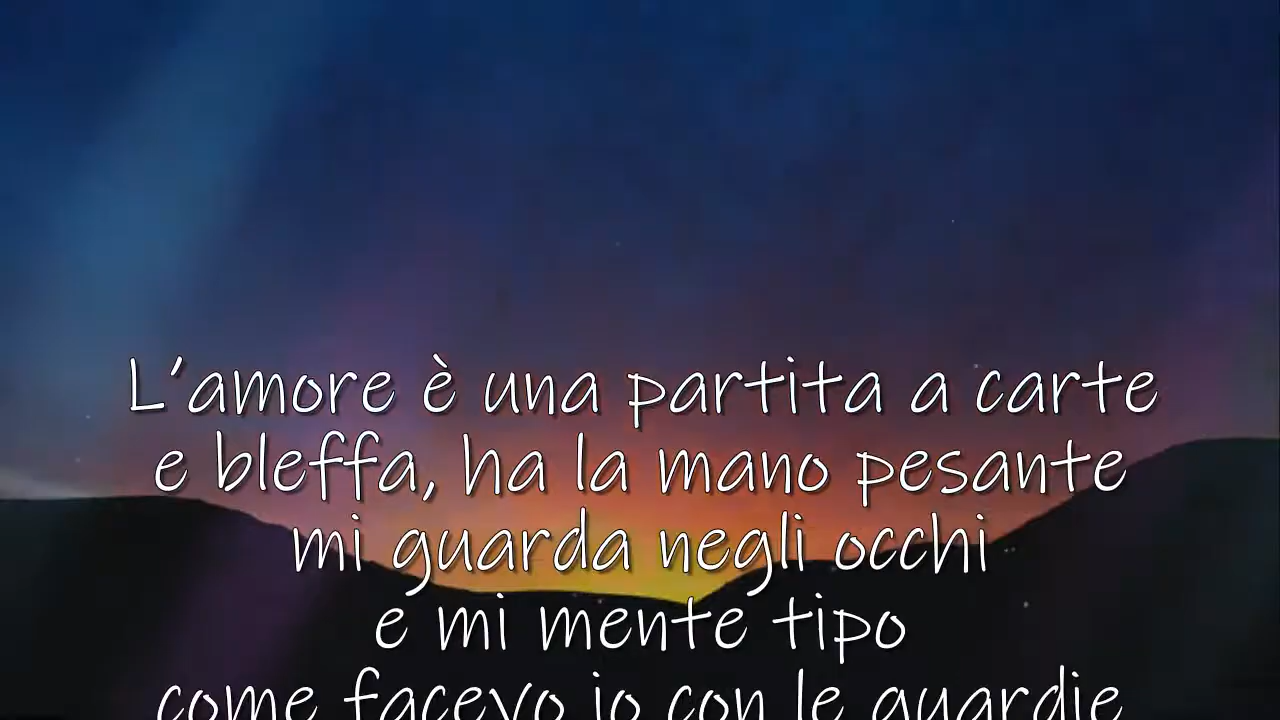 L'amore è una partita a carte
e bleffa, ha la mano pesante
mi guarda negli occhi
e mi mente tipo
come facevo io con le guardie